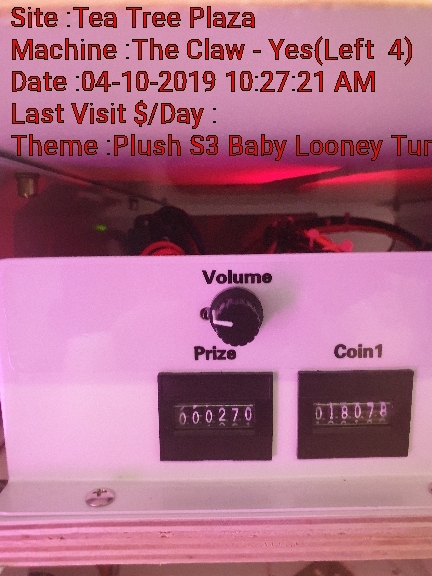 Site :Tea Tree Plaza
Machine :The Claw - Yes(Left 4)
Date :04-10-2019 10:27:21 AM
Last Visit $/Day :
Theme :Plush S3 Baby Looney Tun
Volume
Prize
Coin1
000270
018078